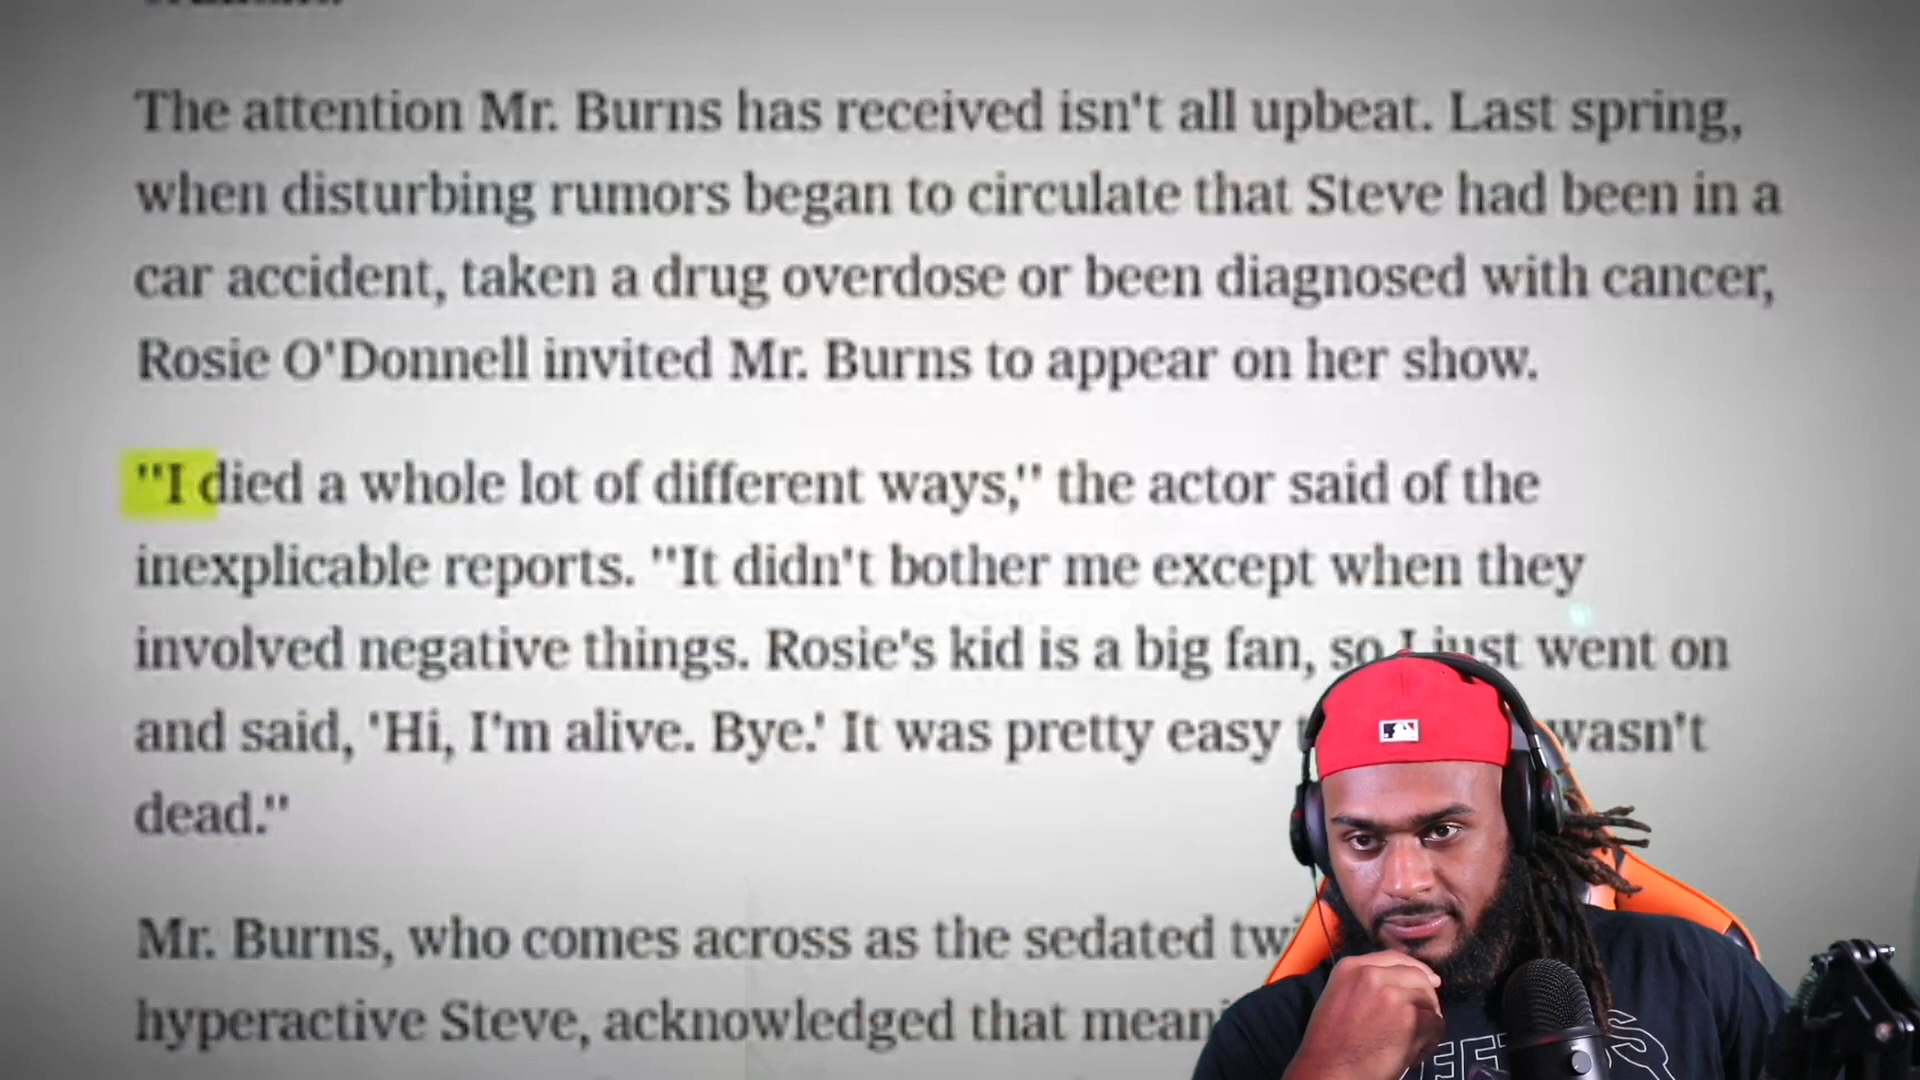 The attention Mr. Burns has received isn't all upbeat. Last spring,
when disturbing rumors began to circulate that Steve had been in a
car accident, taken a drug overdose or been diagnosed with cancer,
Rosie O'Donnell invited Mr. Burns to appear on her show.
"I died a whole lot of different ways," the actor said of the
inexplicable reports. "It didn't bother me except when they
involved negative things. Rosie's kid is a big fan, so I just went on
and said, 'Hi, I'm alive. Bye.' It was pretty easy wasn't
dead."
Mr. Burns, who comes across as the sedated
hyperactive Steve, acknowledged that